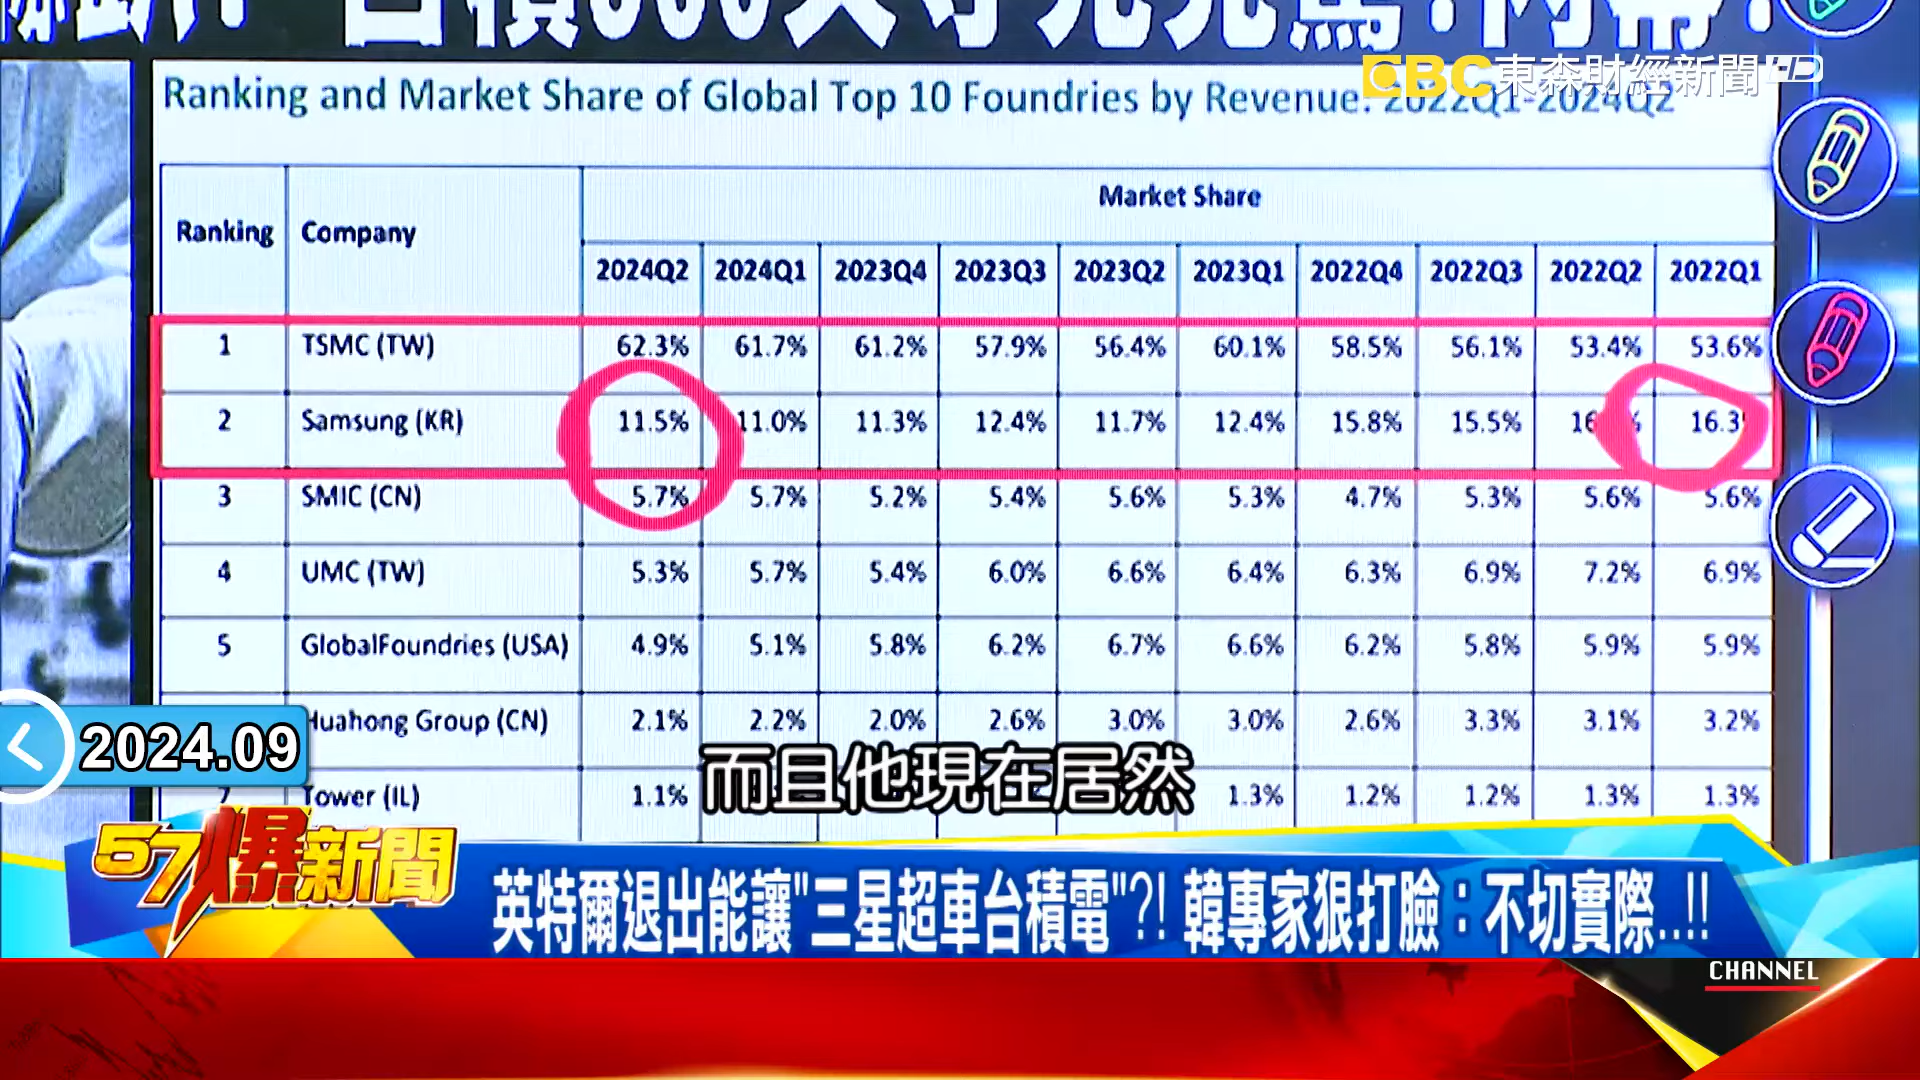 EBC東森財經新聞HD
Ranking and Market Share of Global Top 10 Foundries by Revenue: 2022Q1-2024Q2
Ranking Company Market Share
2024Q2 2024Q1 2023Q4 2023Q3 2023Q2 2023Q1 2022Q4 2022Q3 2022Q2 2022Q1
1 TSMC (TW) 62.3% 61.7% 61.2% 57.9% 56.4% 60.1% 58.5% 56.1% 53.4% 53.6%
2 Samsung (KR) 11.5% 11.0% 11.3% 12.4% 11.7% 12.4% 15.8% 15.5% 16.3
3 SMIC (CN) 5.7% 5.7% 5.2% 5.4% 5.6% 5.3% 4.7% 5.3% 5.6% 5.6%
4 UMC (TW) 5.3% 5.7% 5.4% 6.0% 6.6% 6.4% 6.3% 6.9% 7.2% 6.9%
5 GlobalFoundries (USA) 4.9% 5.1% 5.8% 6.2% 6.7% 6.6% 6.2% 5.8% 5.9% 5.9%
Huahong Group (CN) 2.1% 2.2% 2.0% 2.6% 3.0% 3.0% 2.6% 3.3% 3.1% 3.2%
7 Tower (IL) 1.1% 1.3% 1.2% 1.2% 1.3% 1.3%
2024.09
而且他現在居然
57爆新聞
英特爾退出能讓"三星超車台積電"?! 韓專家狠打臉：不切實際..!!
CHANNEL